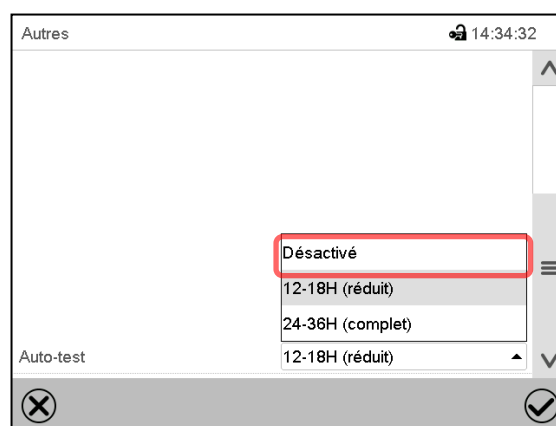 Autres 14:34:32
Désactivé
12-18H (réduit)
24-36H (complet)
Auto-test 12-18H (réduit)